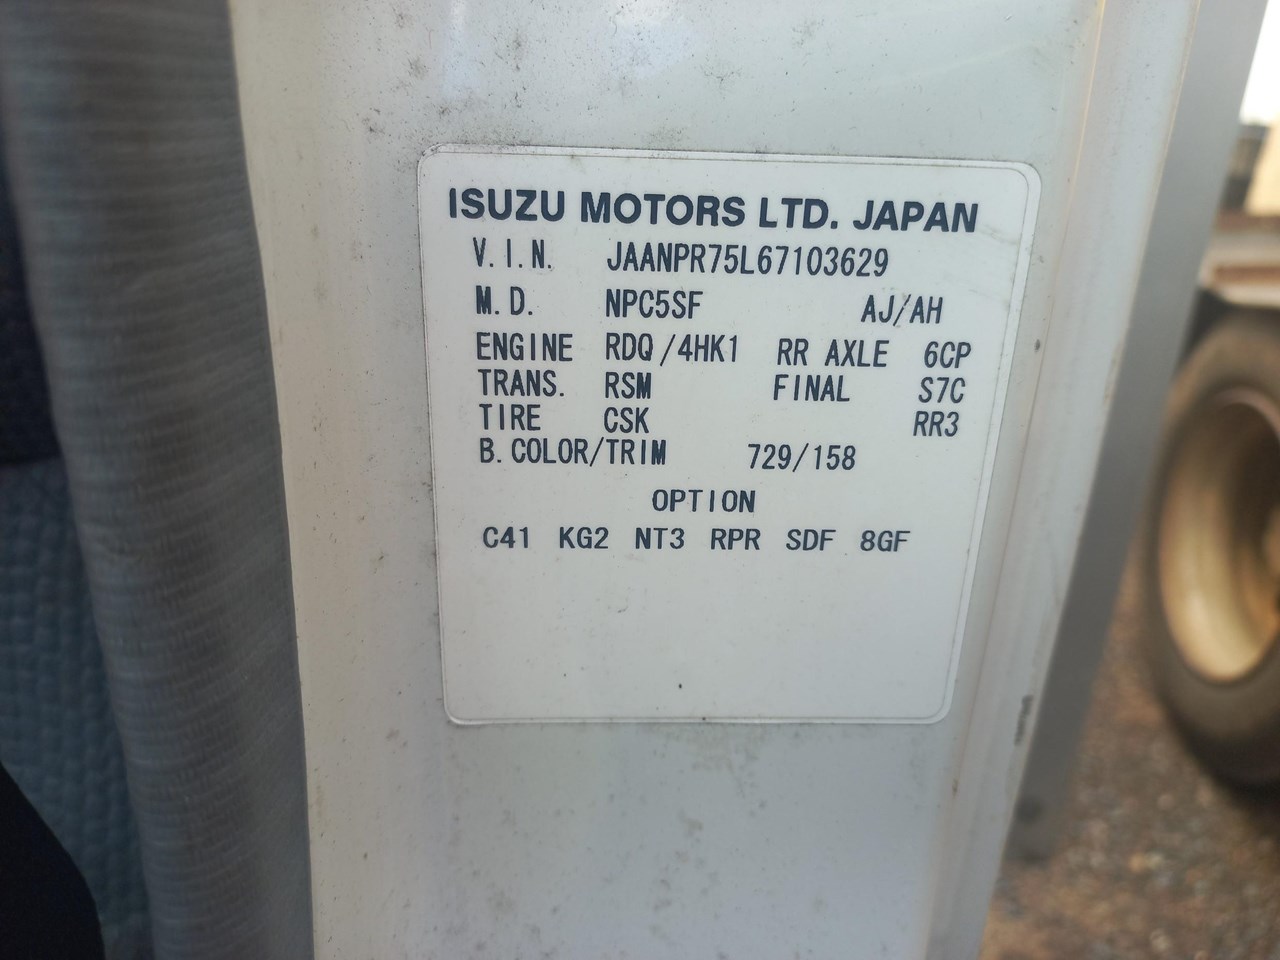 ISUZU MOTORS LTD. JAPAN
V.I.N. JAANPR75L67103629
M.D. NPC5SF AJ/AH
ENGINE RDQ/4HK1 RR AXLE 6CP
TRANS. RSM FINAL S7C
TIRE CSK RR3
B.COLOR/TRIM 729/158
OPTION
C41 KG2 NT3 RPR SDF 8GF